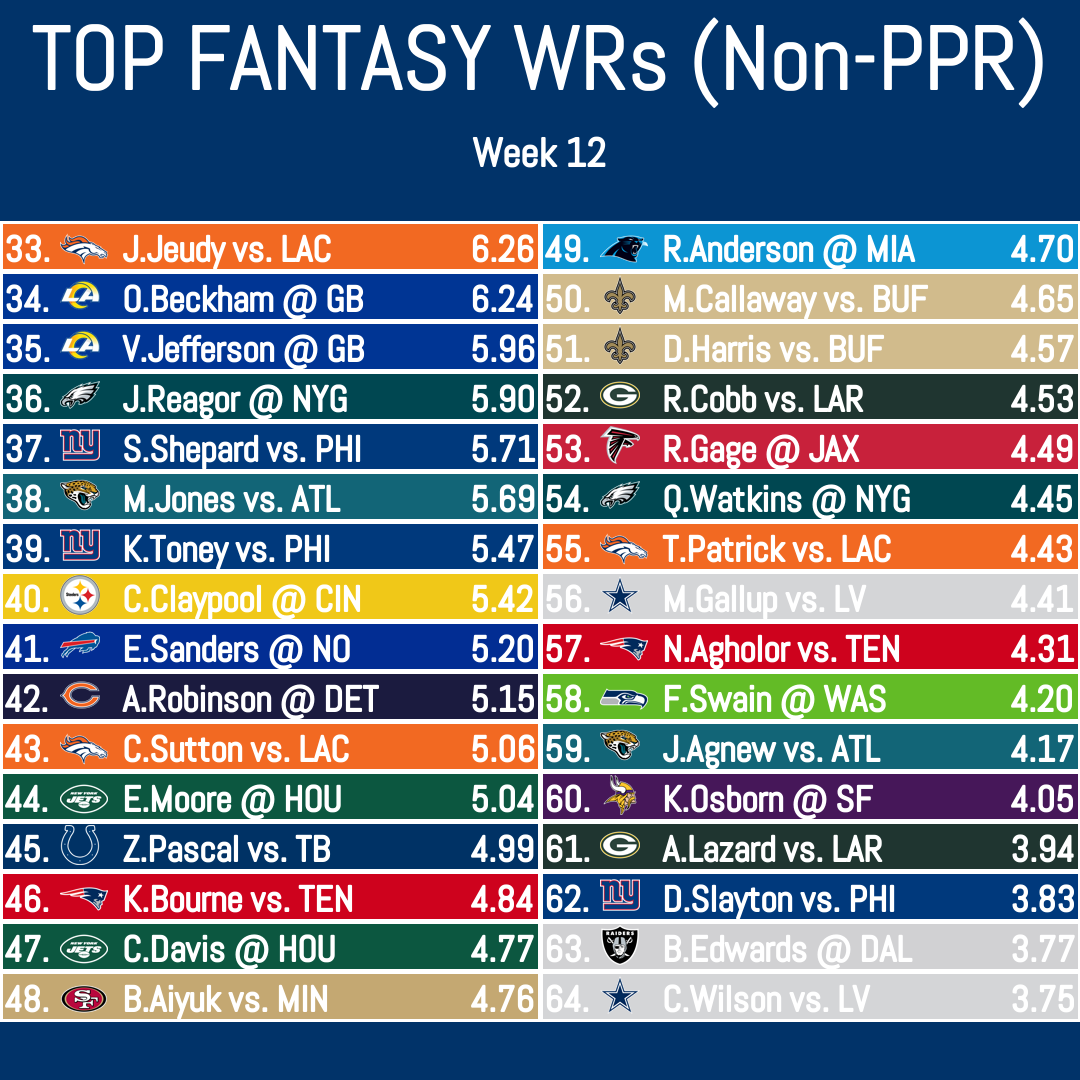 TOP FANTASY WRs (Non-PPR)
Week 12
33. J.Jeudy vs. LAC 6.26
34. O.Beckham @ GB 6.24
35. V.Jefferson @ GB 5.96
36. J.Reagor @ NYG 5.90
37. S.Shepard vs. PHI 5.71
38. M.Jones vs. ATL 5.69
39. K.Toney vs. PHI 5.47
40. C.Claypool @ CIN 5.42
41. E.Sanders @ NO 5.20
42. A.Robinson @ DET 5.15
43. C.Sutton vs. LAC 5.06
44. E.Moore @ HOU 5.04
45. Z.Pascal vs. TB 4.99
46. K.Bourne vs. TEN 4.84
47. C.Davis @ HOU 4.77
48. B.Aiyuk vs. MIN 4.76
49. R.Anderson @ MIA 4.70
50. M.Callaway vs. BUF 4.65
51. D.Harris vs. BUF 4.57
52. R.Cobb vs. LAR 4.53
53. R.Gage @ JAX 4.49
54. Q.Watkins @ NYG 4.45
55. T.Patrick vs. LAC 4.43
56. M.Gallup vs. LV 4.41
57. N.Agholor vs. TEN 4.31
58. F.Swain @ WAS 4.20
59. J.Agnew vs. ATL 4.17
60. K.Osborn @ SF 4.05
61. A.Lazard vs. LAR 3.94
62. D.Slayton vs. PHI 3.83
63. B.Edwards @ DAL 3.77
64. C.Wilson vs. LV 3.75